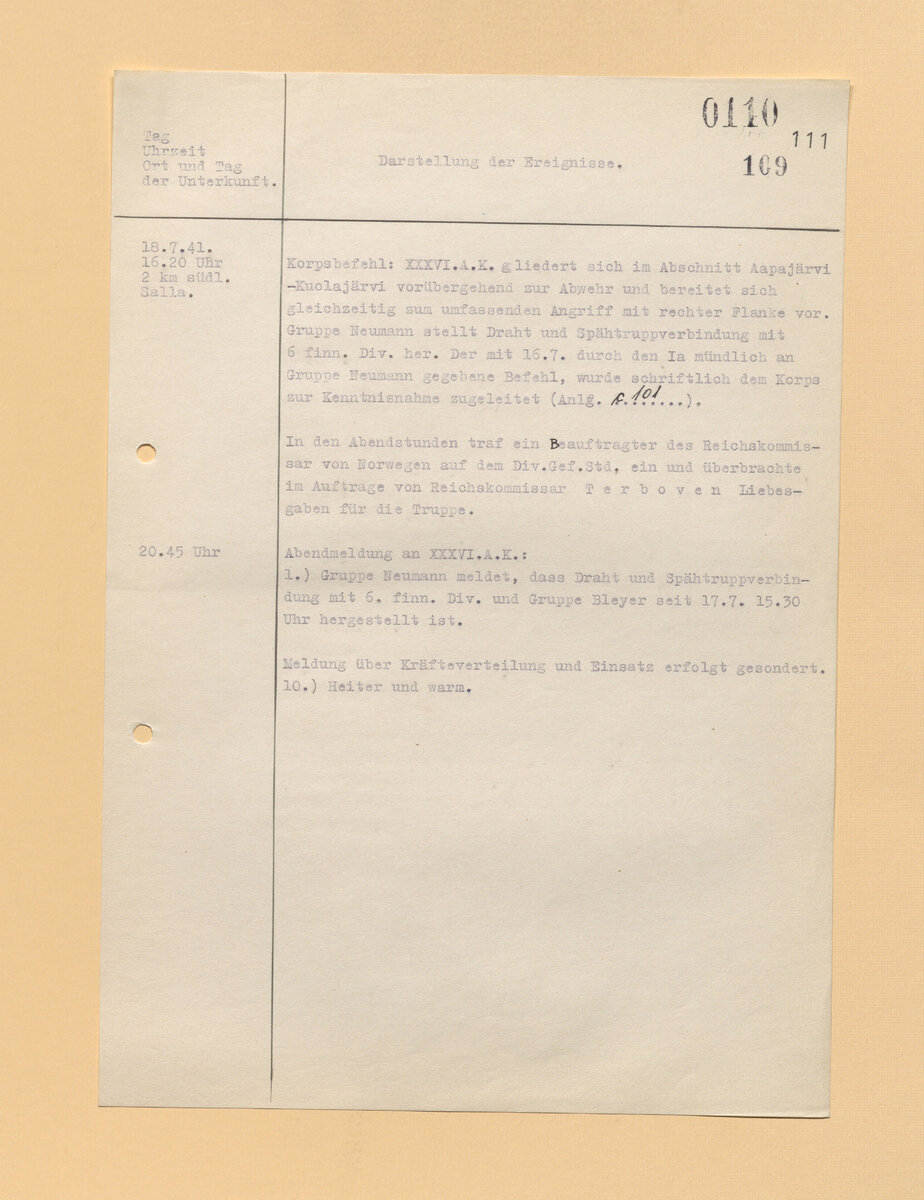 0110
111
109
Tag
Uhrzeit
Ort und Tag
der Unterkunft.
Darstellung der Ereignisse.
18.7.41.
16.20 Uhr
2 km südl.
Salla.
Korpsbefehl: XXXVI.A.K. gliedert sich im Abschnitt Aapajärvi
-Kuolajärvi vorübergehend zur Abwehr und bereitet sich
gleichzeitig zum umfassenden Angriff mit rechter Flanke vor.
Gruppe Neumann stellt Draht und Spähtruppverbindung mit
6 finn. Div. her. Der mit 16.7. durch den Ia mündlich an
Gruppe Neumann gegebene Befehl, wurde schriftlich dem Korps
zur Kenntnisnahme zugeleitet (Anlg. c.101......).
In den Abendstunden traf ein Beauftragter des Reichskommis-
sar von Norwegen auf dem Div.Gef.Std. ein und überbrachte
im Auftrage von Reichskommissar T e r b o v e n Liebes-
gaben für die Truppe.
20.45 Uhr
Abendmeldung an XXXVI.A.K.:
1.) Gruppe Neumann meldet, dass Draht und Spähtruppverbin-
dung mit 6. finn. Div. und Gruppe Bleyer seit 17.7. 15.30
Uhr hergestellt ist.
Meldung über Kräfteverteilung und Einsatz erfolgt gesondert.
10.) Heiter und warm.